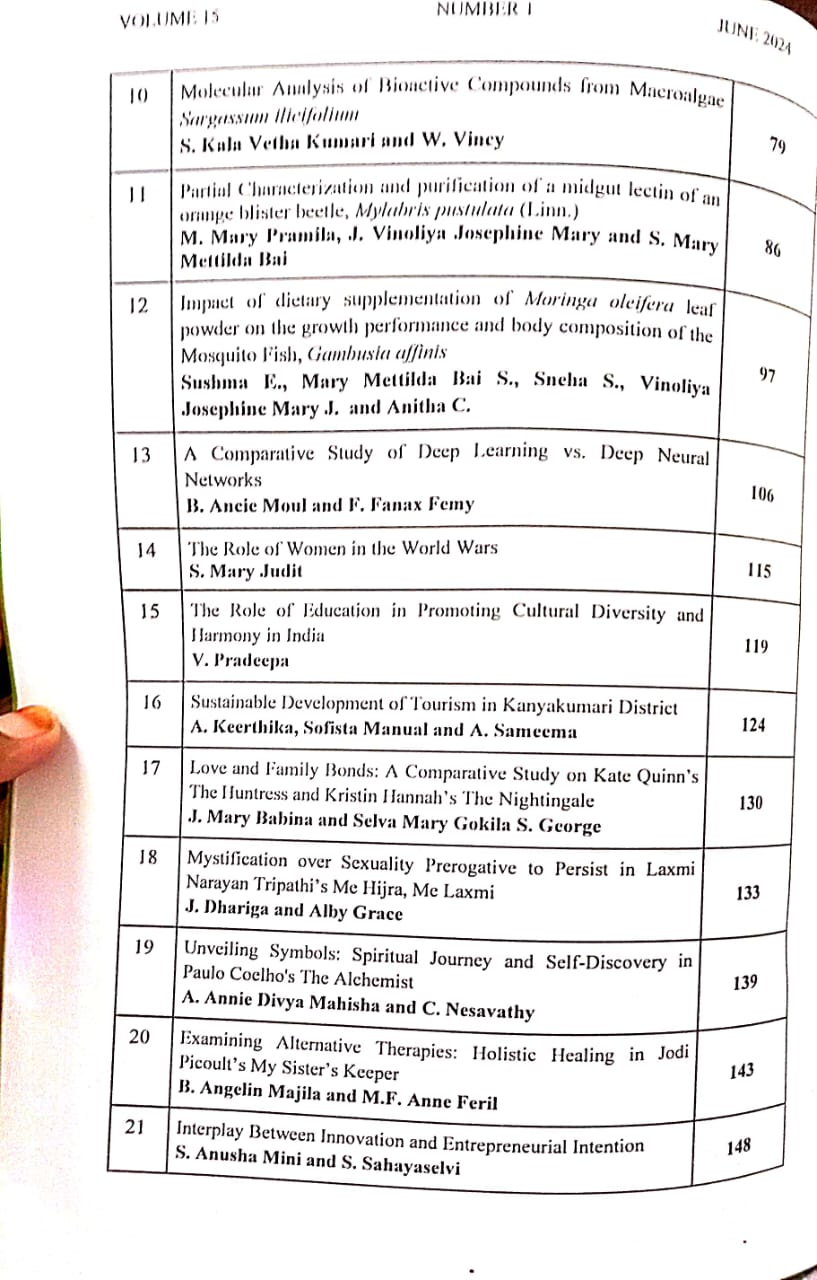 VOLUME 15 NUMBER 1 JUNE 2024
10 Molecular Analysis of Bioactive Compounds from Macroalgae
Sargassum ilicifolium
S. Kala Vetha Kumari and W. Vincy
79
11 Partial Characterization and purification of a midgut lectin of an
orange blister beetle, Mylabris pustulata (Linn.)
M. Mary Pramila, J. Vinoliya Josephine Mary and S. Mary
Mettilda Bai
86
12 Impact of dietary supplementation of Moringa oleifera leaf
powder on the growth performance and body composition of the
Mosquito Fish, Gambusia affinis
Sushma E., Mary Mettilda Bai S., Sneha S., Vinoliya
Josephine Mary J. and Anitha C.
97
13 A Comparative Study of Deep Learning vs. Deep Neural
Networks
B. Ancie Moul and F. Fanax Femy
106
14 The Role of Women in the World Wars
S. Mary Judit
115
15 The Role of Education in Promoting Cultural Diversity and
Harmony in India
V. Pradeepa
119
16 Sustainable Development of Tourism in Kanyakumari District
A. Keerthika, Sofista Manual and A. Sameema
124
17 Love and Family Bonds: A Comparative Study on Kate Quinn's
The Huntress and Kristin Hannah's The Nightingale
J. Mary Babina and Selva Mary Gokila S. George
130
18 Mystification over Sexuality Prerogative to Persist in Laxmi
Narayan Tripathi's Me Hijra, Me Laxmi
J. Dhariga and Alby Grace
133
19 Unveiling Symbols: Spiritual Journey and Self-Discovery in
Paulo Coelho's The Alchemist
A. Annie Divya Mahisha and C. Nesavathy
139
20 Examining Alternative Therapies: Holistic Healing in Jodi
Picoult's My Sister's Keeper
B. Angelin Majila and M.F. Anne Feril
143
21 Interplay Between Innovation and Entrepreneurial Intention
S. Anusha Mini and S. Sahayaselvi
148